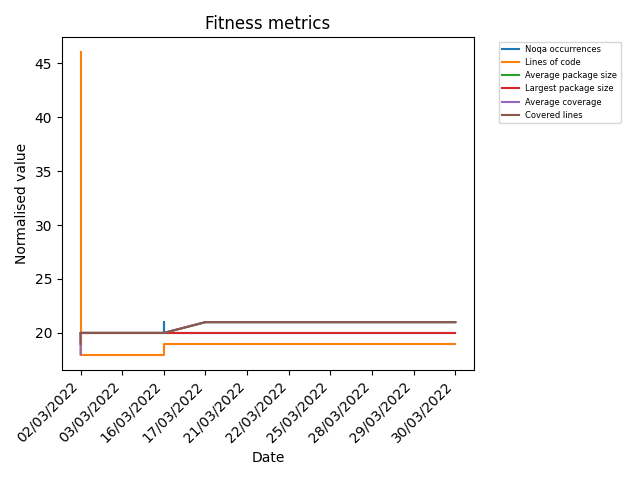 Fitness metrics
Noqa occurrences
Lines of code
Average package size
Largest package size
Average coverage
Covered lines
Normalised value
45
40
35
30
25
20
02/03/2022
03/03/2022
16/03/2022
17/03/2022
21/03/2022
22/03/2022
25/03/2022
28/03/2022
29/03/2022
30/03/2022
Date